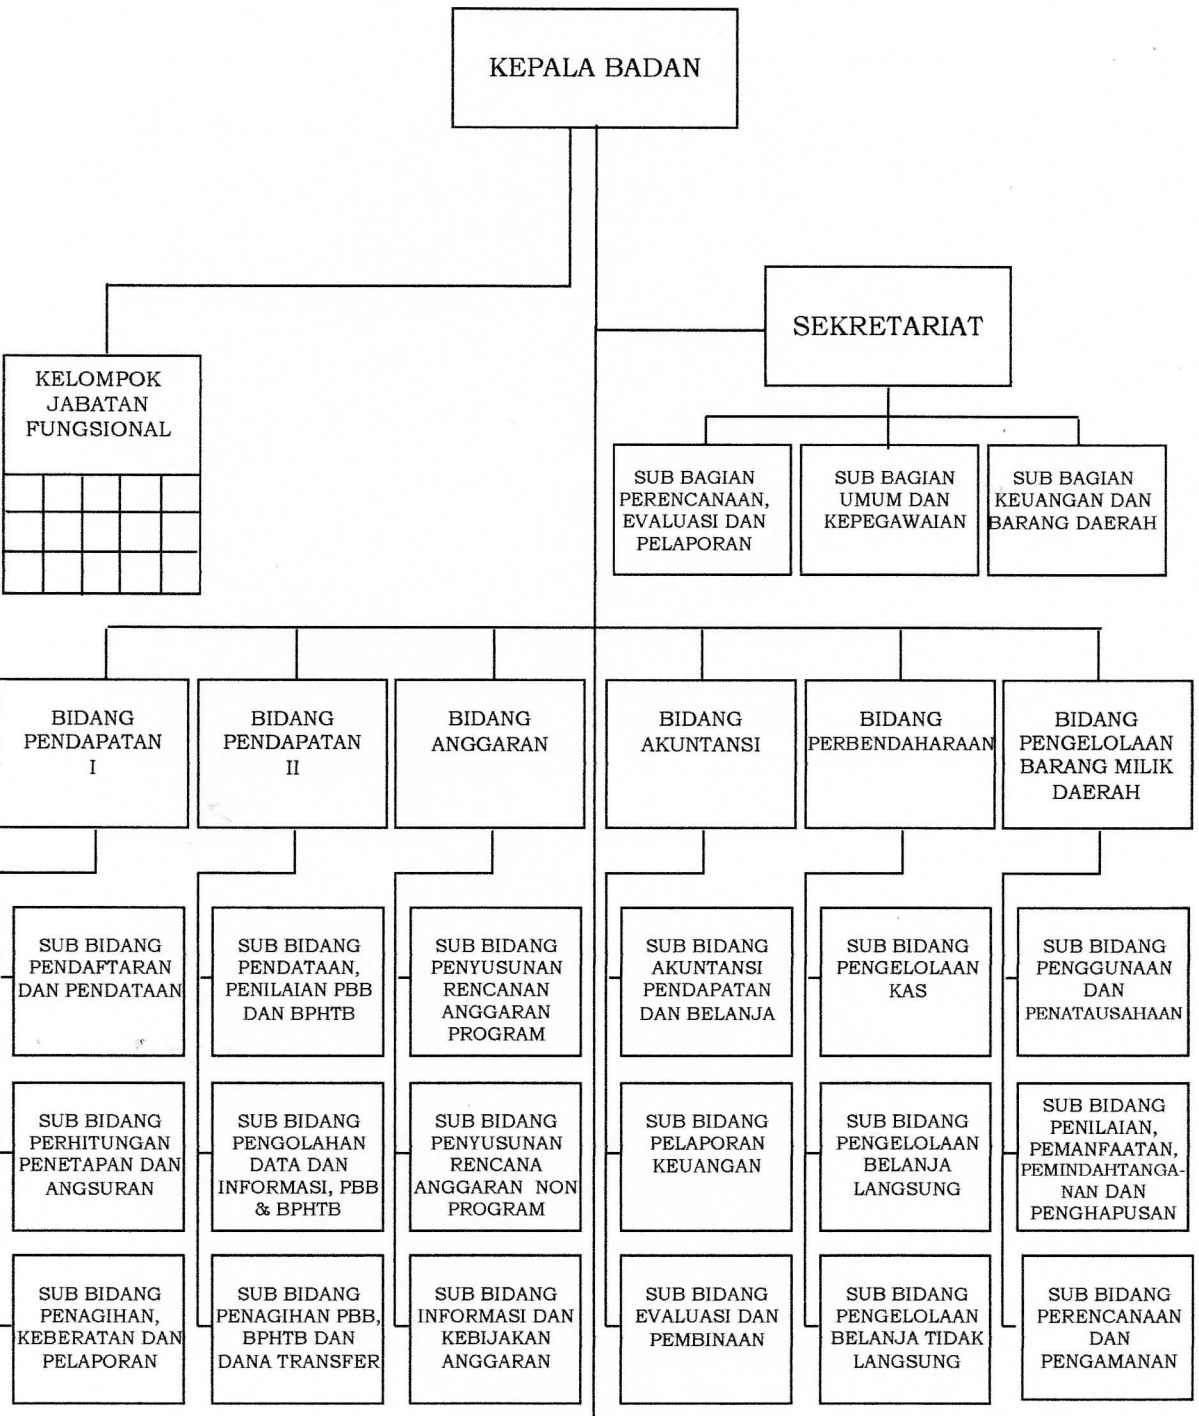 KEPALA BADAN
SEKRETARIAT
KELOMPOK
JABATAN
FUNGSIONAL
SUB BAGIAN
PERENCANAAN,
EVALUASI DAN
PELAPORAN
SUB BAGIAN
UMUM DAN
KEPEGAWAIAN
SUB BAGIAN
KEUANGAN DAN
BARANG DAERAH
BIDANG
PENDAPATAN
I
BIDANG
PENDAPATAN
II
BIDANG
ANGGARAN
BIDANG
AKUNTANSI
BIDANG
PERBENDAHARAAN
BIDANG
PENGELOLAAN
BARANG MILIK
DAERAH
SUB BIDANG
PENDAFTARAN
DAN PENDATAAN
SUB BIDANG
PENDATAAN,
PENILAIAN PBB
DAN BPHTB
SUB BIDANG
PENYUSUNAN
RENCANAN
ANGGARAN
PROGRAM
SUB BIDANG
AKUNTANSI
PENDAPATAN
DAN BELANJA
SUB BIDANG
PENGELOLAAN
KAS
SUB BIDANG
PENGGUNAAN
DAN
PENATAUSAHAAN
SUB BIDANG
PERHITUNGAN
PENETAPAN DAN
ANGSURAN
SUB BIDANG
PENGOLAHAN
DATA DAN
INFORMASI, PBB
& BPHTB
SUB BIDANG
PENYUSUNAN
RENCANA
ANGGARAN NON
PROGRAM
SUB BIDANG
PELAPORAN
KEUANGAN
SUB BIDANG
PENGELOLAAN
BELANJA
LANGSUNG
SUB BIDANG
PENILAIAN,
PEMANFAATAN,
PEMINDAHTANGA-
NAN DAN
PENGHAPUSAN
SUB BIDANG
PENAGIHAN,
KEBERATAN DAN
PELAPORAN
SUB BIDANG
PENAGIHAN PBB,
BPHTB DAN
DANA TRANSFER
SUB BIDANG
INFORMASI DAN
KEBIJAKAN
ANGGARAN
SUB BIDANG
EVALUASI DAN
PEMBINAAN
SUB BIDANG
PENGELOLAAN
BELANJA TIDAK
LANGSUNG
SUB BIDANG
PERENCANAAN
DAN
PENGAMANAN